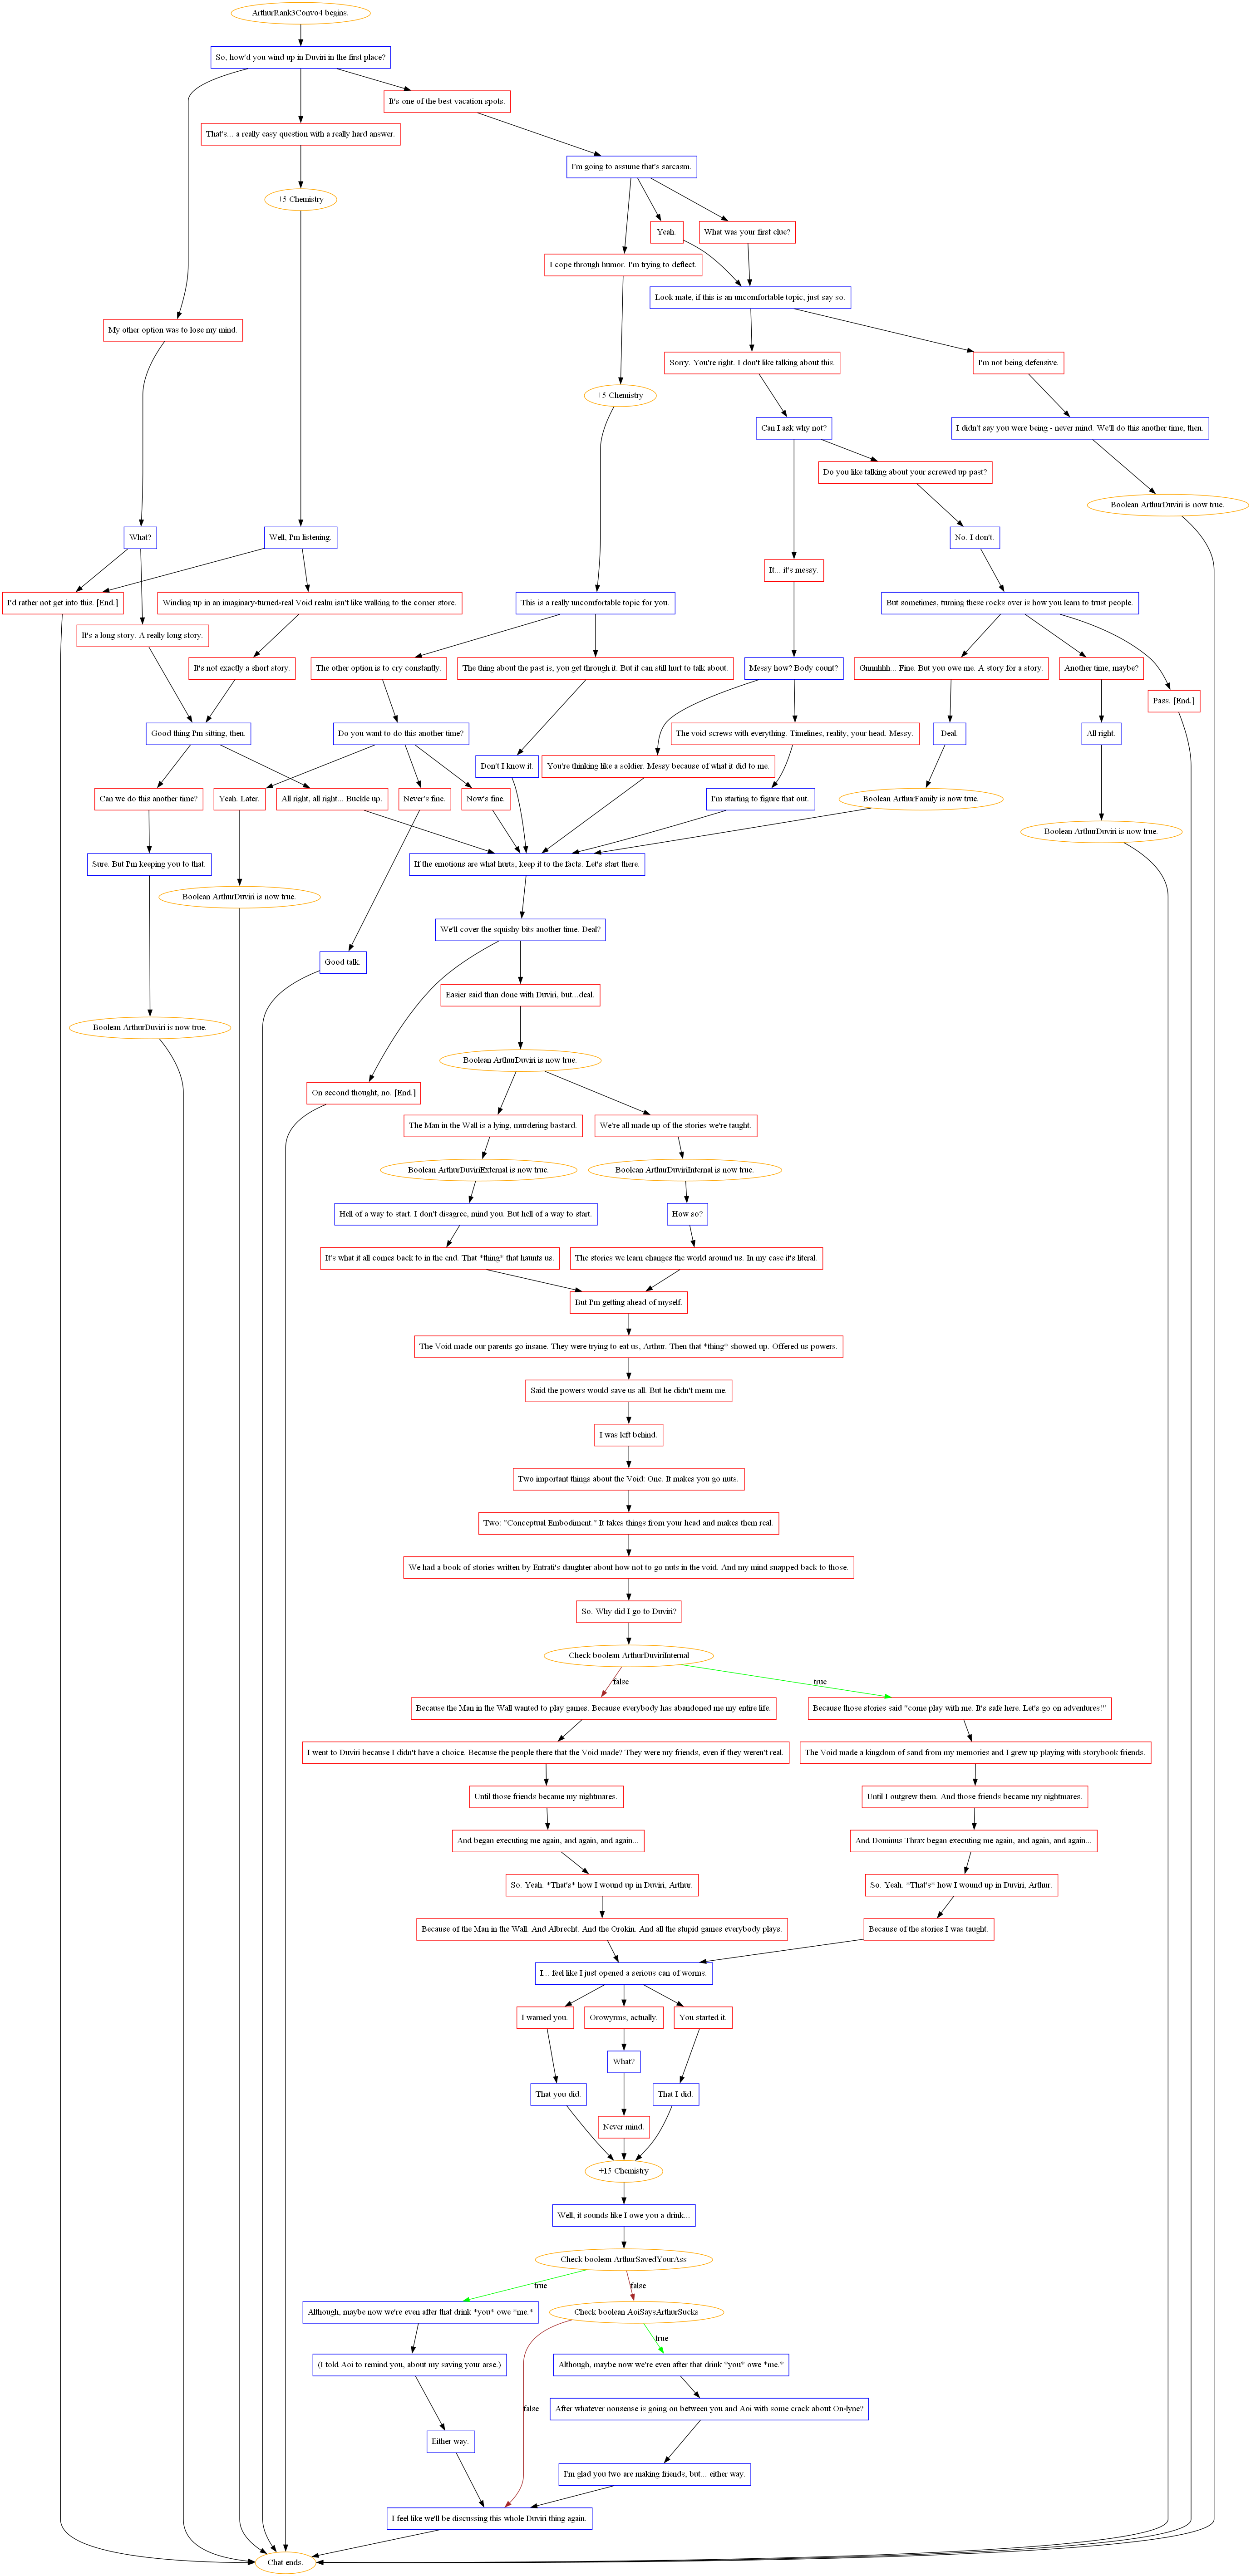 ArthurRank3Convo4 begins.
So, how'd you wind up in Duviri in the first place?
It's one of the best vacation spots.
That's... a really easy question with a really hard answer.
I'm going to assume that's sarcasm.
+5 Chemistry
Yeah.
What was your first clue?
I cope through humor. I'm trying to deflect.
Look mate, if this is an uncomfortable topic, just say so.
My other option was to lose my mind.
Sorry. You're right. I don't like talking about this.
I'm not being defensive.
+5 Chemistry
Can I ask why not?
I didn't say you were being - never mind. We'll do this another time, then.
Do you like talking about your screwed up past?
Boolean ArthurDuviri is now true.
What?
Well, I'm listening.
No. I don't.
It... it's messy.
I'd rather not get into this. [End.]
Winding up in an imaginary-turned-real Void realm isn't like walking to the corner store.
This is a really uncomfortable topic for you.
But sometimes, turning these rocks over is how you learn to trust people.
It's a long story. A really long story.
It's not exactly a short story.
The other option is to cry constantly.
The thing about the past is, you get through it. But it can still hurt to talk about.
Messy how? Body count?
Gnnnhhh... Fine. But you owe me. A story for a story.
Another time, maybe?
Pass. [End.]
Good thing I'm sitting, then.
Do you want to do this another time?
The void screws with everything. Timelines, reality, your head. Messy.
Deal.
All right.
Don't I know it.
You're thinking like a soldier. Messy because of what it did to me.
Can we do this another time?
Yeah. Later.
All right, all right... Buckle up.
Never's fine.
Now's fine.
I'm starting to figure that out.
Boolean ArthurFamily is now true.
Boolean ArthurDuviri is now true.
Sure. But I'm keeping you to that.
If the emotions are what hurts, keep it to the facts. Let's start there.
Boolean ArthurDuviri is now true.
We'll cover the squishy bits another time. Deal?
Good talk.
Easier said than done with Duviri, but...deal.
Boolean ArthurDuviri is now true.
Boolean ArthurDuviri is now true.
On second thought, no. [End.]
The Man in the Wall is a lying, murdering bastard.
We're all made up of the stories we're taught.
Boolean ArthurDuviriExternal is now true.
Boolean ArthurDuviriInternal is now true.
Hell of a way to start. I don't disagree, mind you. But hell of a way to start.
How so?
It's what it all comes back to in the end. That *thing* that haunts us.
The stories we learn changes the world around us. In my case it's literal.
But I'm getting ahead of myself.
The Void made our parents go insane. They were trying to eat us, Arthur. Then that *thing* showed up. Offered us powers.
Said the powers would save us all. But he didn't mean me.
I was left behind.
Two important things about the Void: One. It makes you go nuts.
Two: "Conceptual Embodiment." It takes things from your head and makes them real.
We had a book of stories written by Entrati's daughter about how not to go nuts in the void. And my mind snapped back to those.
So. Why did I go to Duviri?
Check boolean ArthurDuviriInternal
false
true
Because the Man in the Wall wanted to play games. Because everybody has abandoned me my entire life.
Because those stories said "come play with me. It's safe here. Let's go on adventures!"
I went to Duviri because I didn't have a choice. Because the people there that the Void made? They were my friends, even if they weren't real.
The Void made a kingdom of sand from my memories and I grew up playing with storybook friends.
Until those friends became my nightmares.
Until I outgrew them. And those friends became my nightmares.
And began executing me again, and again, and again...
And Dominus Thrax began executing me again, and again, and again...
So. Yeah. *That's* how I wound up in Duviri, Arthur.
So. Yeah. *That's* how I wound up in Duviri, Arthur.
Because of the Man in the Wall. And Albrecht. And the Orokin. And all the stupid games everybody plays.
Because of the stories I was taught.
I... feel like I just opened a serious can of worms.
I warned you.
Orowyrms, actually.
You started it.
What?
That you did.
That I did.
Never mind.
+15 Chemistry
Well, it sounds like I owe you a drink...
Check boolean ArthurSavedYourAss
true
false
Although, maybe now we're even after that drink *you* owe *me.*
Check boolean AoiSaysArthurSucks
true
(I told Aoi to remind you, about my saving your arse.)
Although, maybe now we're even after that drink *you* owe *me.*
false
After whatever nonsense is going on between you and Aoi with some crack about On-lyne?
Either way.
I'm glad you two are making friends, but... either way.
I feel like we'll be discussing this whole Duviri thing again.
Chat ends.